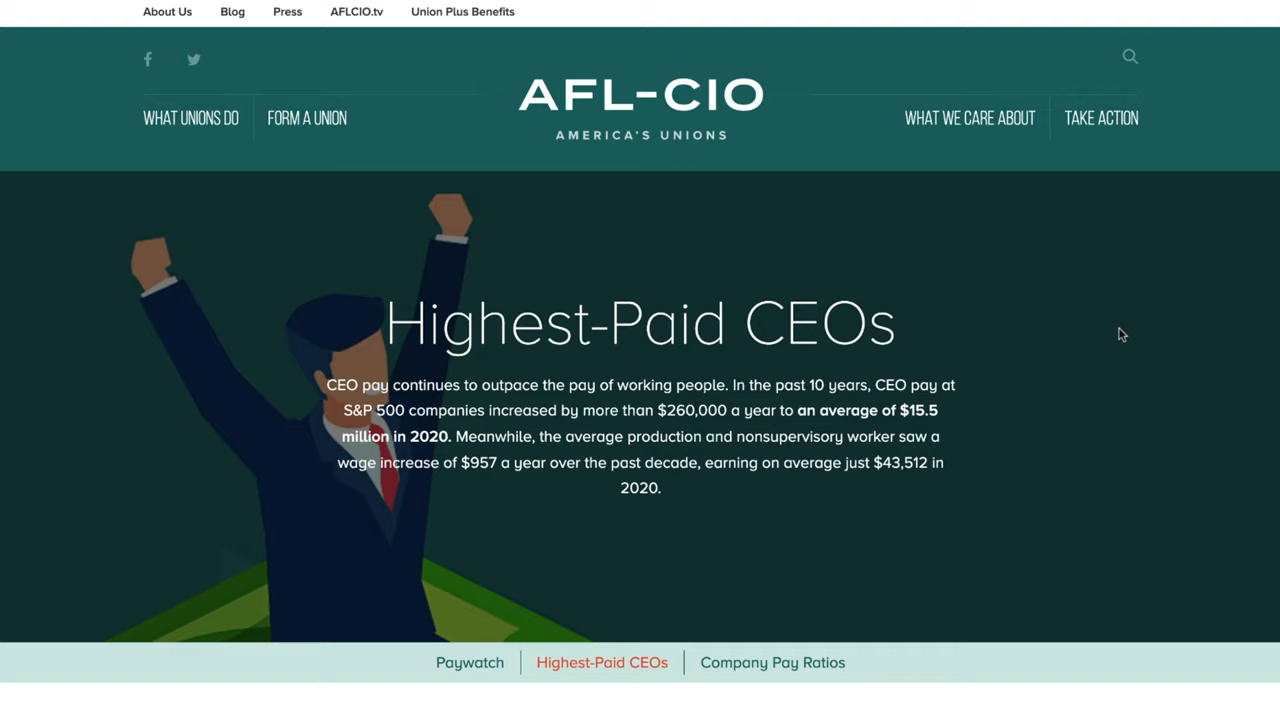 About Us Blog Press AFLCIO.tv Union Plus Benefits
AFL-CIO
AMERICA'S UNIONS
WHAT UNIONS DO FORM A UNION WHAT WE CARE ABOUT TAKE ACTION
Highest-Paid CEOs
CEO pay continues to outpace the pay of working people. In the past 10 years, CEO pay at
S&P 500 companies increased by more than $260,000 a year to an average of $15.5
million in 2020. Meanwhile, the average production and nonsupervisory worker saw a
wage increase of $957 a year over the past decade, earning on average just $43,512 in
2020.
Paywatch Highest-Paid CEOs Company Pay Ratios